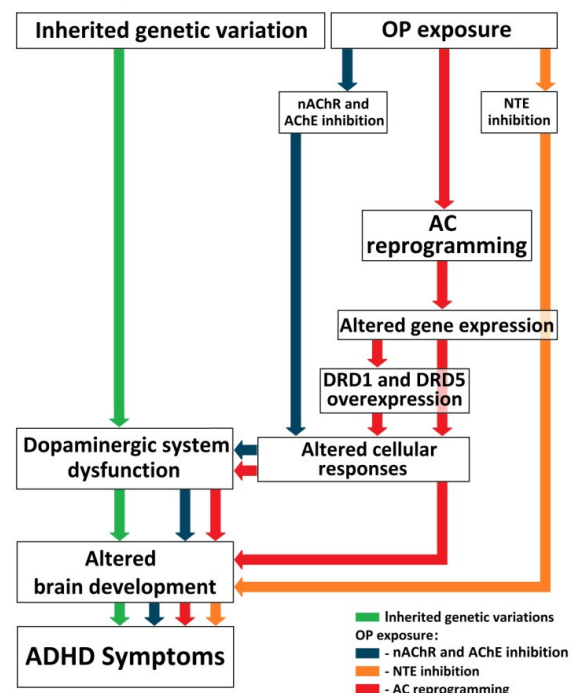 Inherited genetic variation
OP exposure
nAChR and
AChE inhibition
NTE
inhibition
AC
reprogramming
Altered gene expression
DRD1 and DRD5
overexpression
Dopaminergic system
dysfunction
Altered cellular
responses
Altered
brain development
ADHD Symptoms
Inherited genetic variations
OP exposure:
- nAChR and AChE inhibition
- NTE inhibition
- AC reprogramming